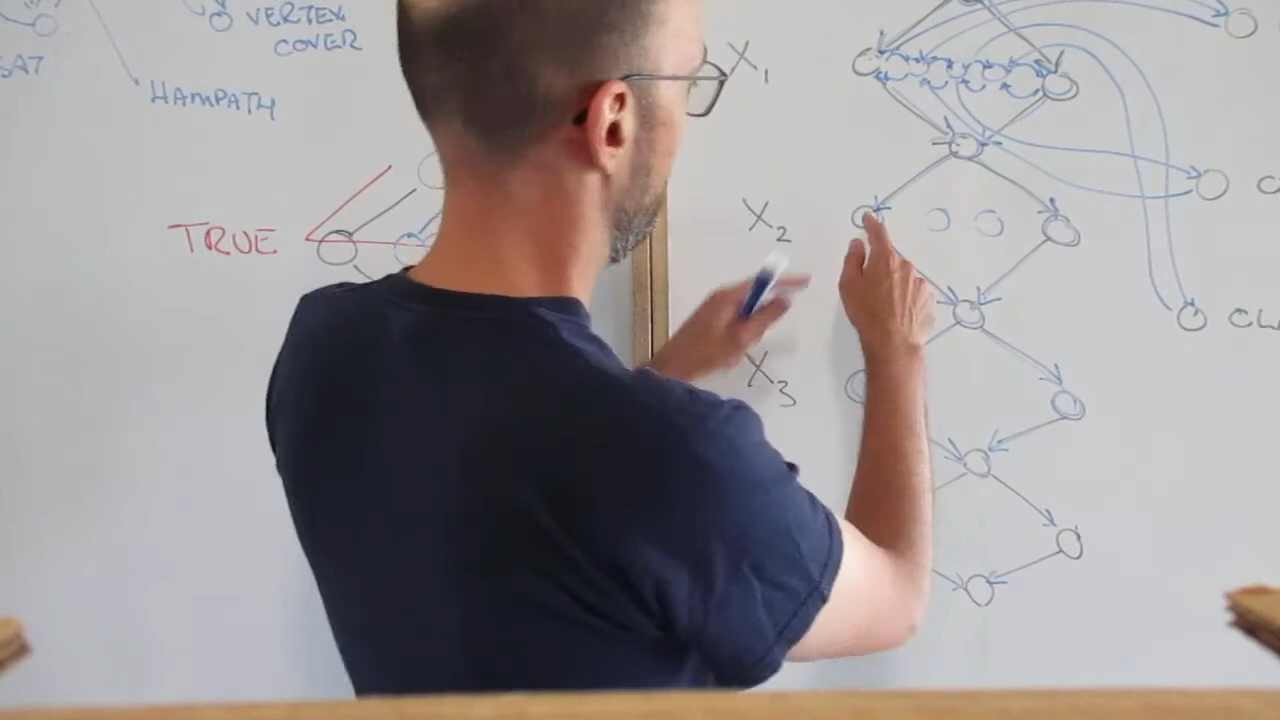 VERTEX
COVER
SAT
HAMPATH
TRUE
X1
X2
X3